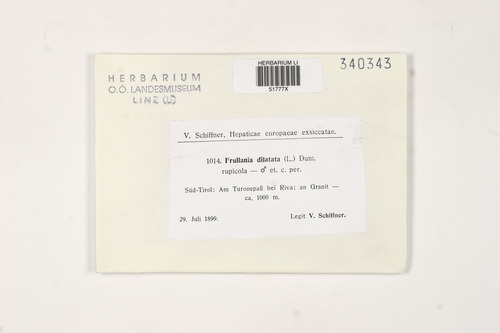 HERBARIUM LI
51777X
340343
HERBARIUM
O.Ö. LANDESMUSEUM
LINZ (LI)
V. Schiffner, Hepaticae europaeae exsiccatae.
1014. Frullania dilatata (L.) Dum.
rupicola — ♂ et. c. per.
Süd-Tirol: Am Turonepaß bei Riva; an Granit —
ca. 1000 m.
29. Juli 1899.
Legit V. Schiffner.